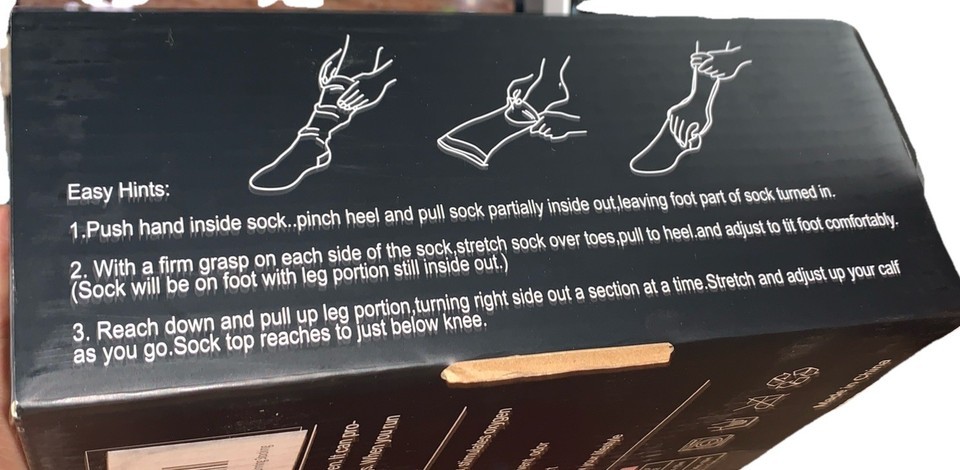 Easy Hints:
1.Push hand inside sock..pinch heel and pull sock partially inside out,leaving foot part of sock turned in.
2. With a firm grasp on each side of the sock,stretch sock over toes,pull to heel.and adjust to tit foot comfortably.
(Sock will be on foot with leg portion still inside out.)
3. Reach down and pull up leg portion,turning right side out a section at a time.Stretch and adjust up your calf
as you go.Sock top reaches to just below knee.
Made in China